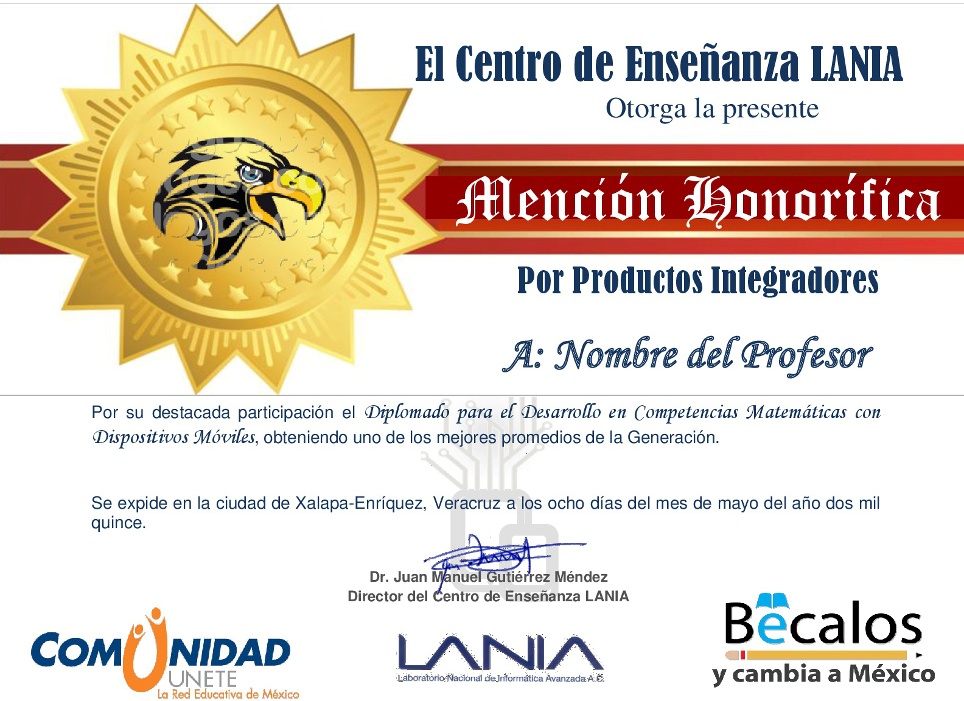 El Centro de Enseñanza LANIA
Otorga la presente
Mención Honorífica
Por Productos Integradores
A: Nombre del Profesor
Por su destacada participación el Diplomado para el Desarrollo en Competencias Matemáticas con
Dispositivos Móviles, obteniendo uno de los mejores promedios de la Generación.
Se expide en la ciudad de Xalapa-Enríquez, Veracruz a los ocho días del mes de mayo del año dos mil
quince.
Dr. Juan Manuel Gutiérrez Méndez
Director del Centro de Enseñanza LANIA
COMUNIDAD
UNETE
La Red Educativa de México
LANIA
Laboratorio Nacional de Informática Avanzada A.C.
Bécalos
y cambia a México